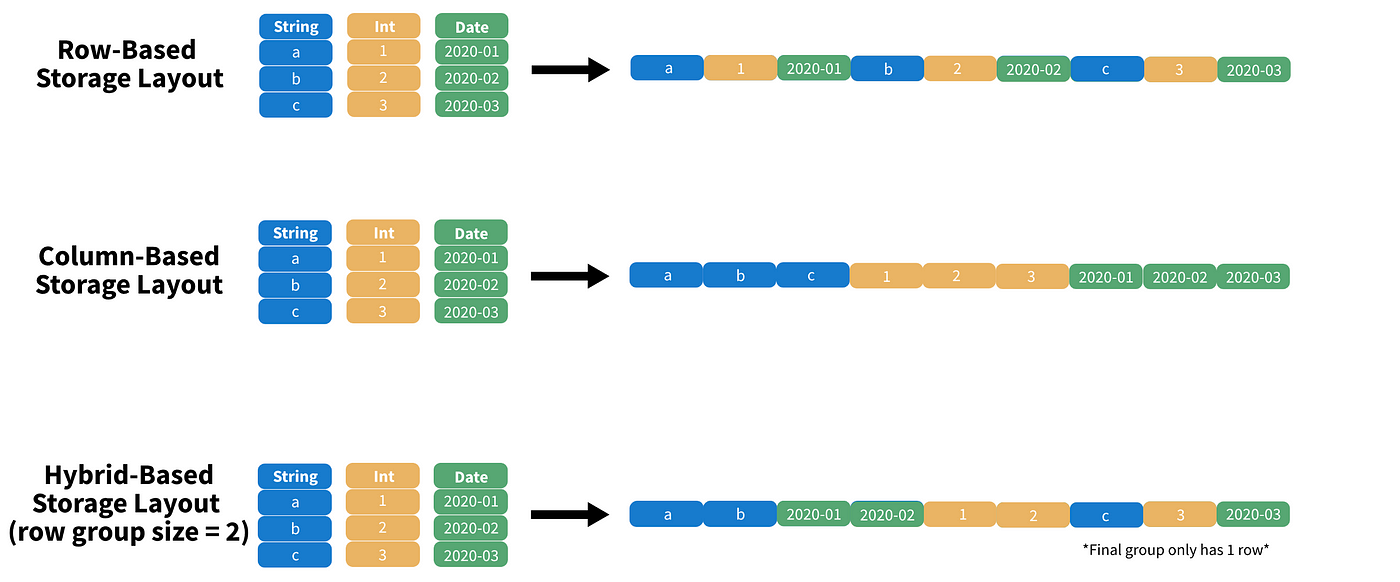 Row-Based
Storage Layout
String Int Date
a 1 2020-01
b 2 2020-02
c 3 2020-03
a 1 2020-01 b 2 2020-02 c 3 2020-03
Column-Based
Storage Layout
String Int Date
a 1 2020-01
b 2 2020-02
c 3 2020-03
a b c 1 2 3 2020-01 2020-02 2020-03
Hybrid-Based
Storage Layout
(row group size = 2)
String Int Date
a 1 2020-01
b 2 2020-02
c 3 2020-03
a b 2020-01 2020-02 1 2 c 3 2020-03
*Final group only has 1 row*